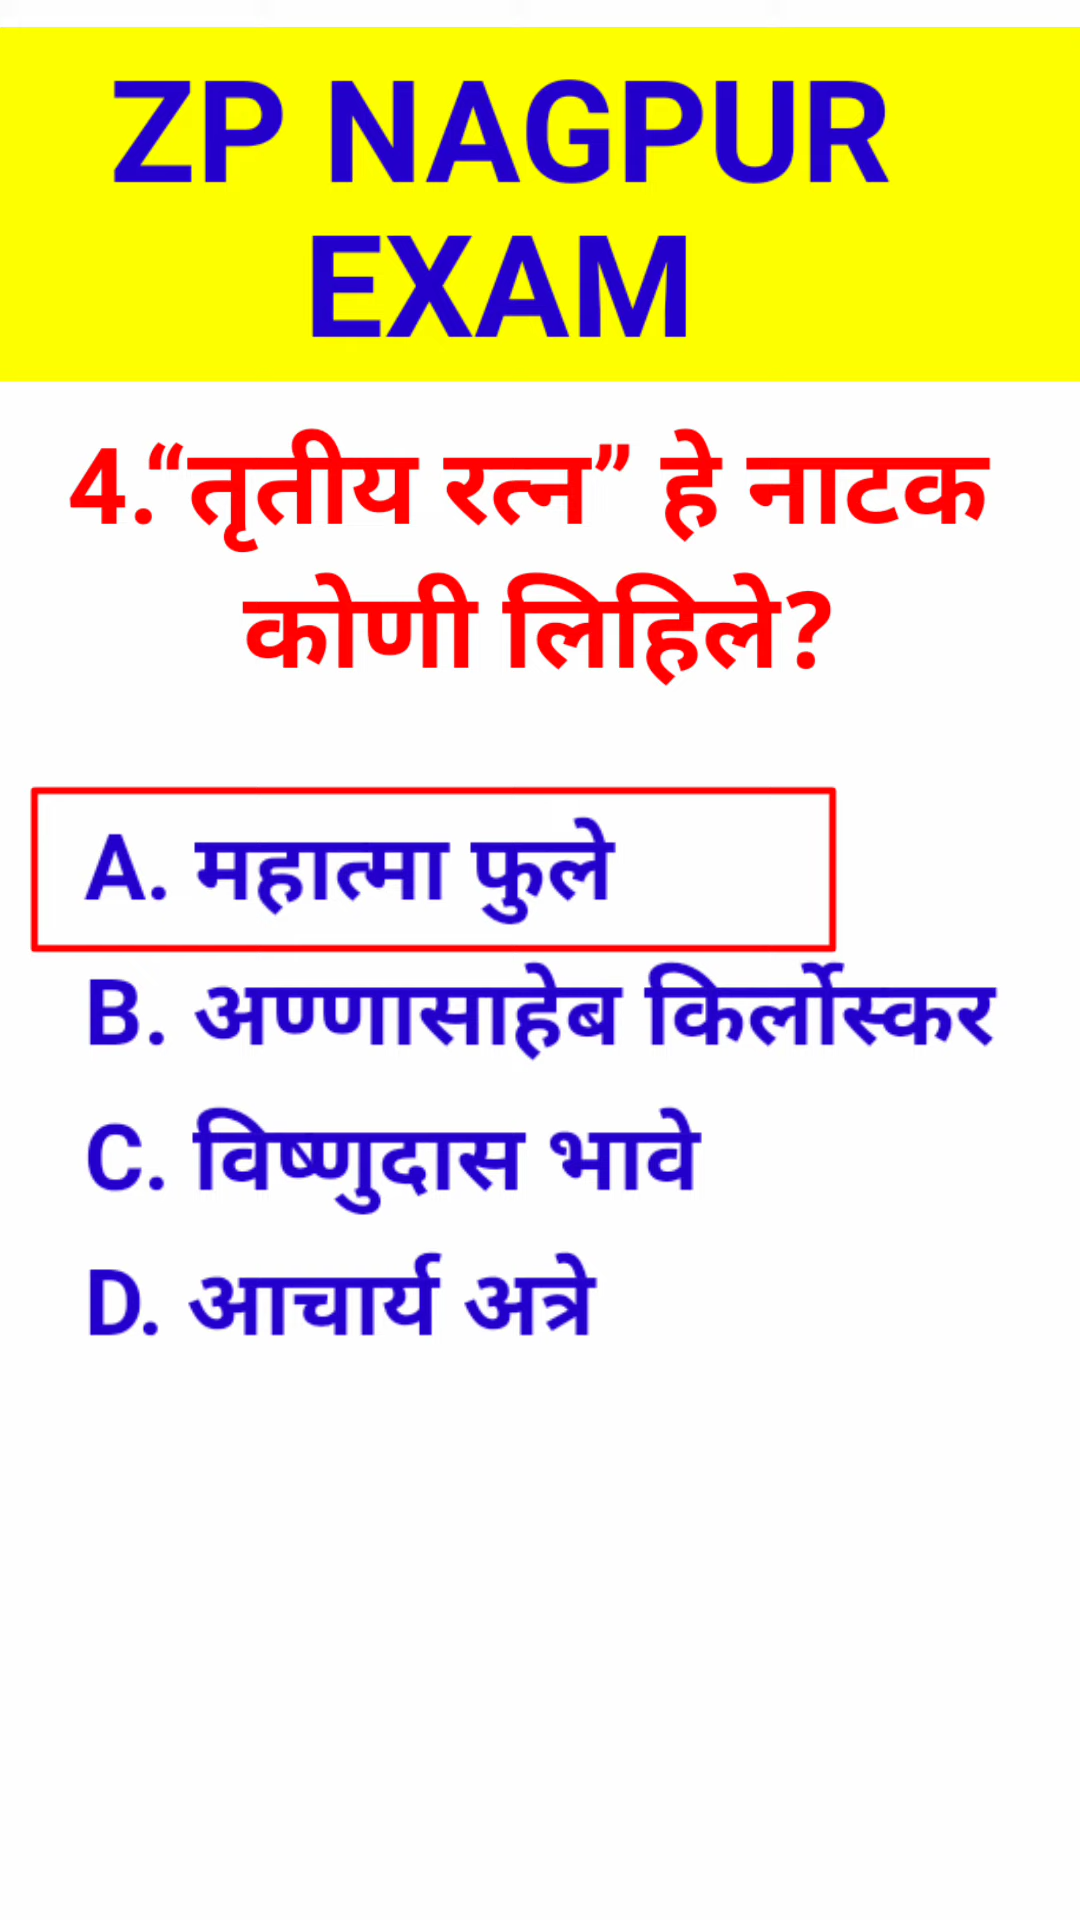 ZP NAGPUR
EXAM
4.“तृतीय रत्न” हे नाटक
कोणी लिहिले?
A. महात्मा फुले
B. अण्णासाहेब किर्लोस्कर
C. विष्णुदास भावे
D. आचार्य अत्रे